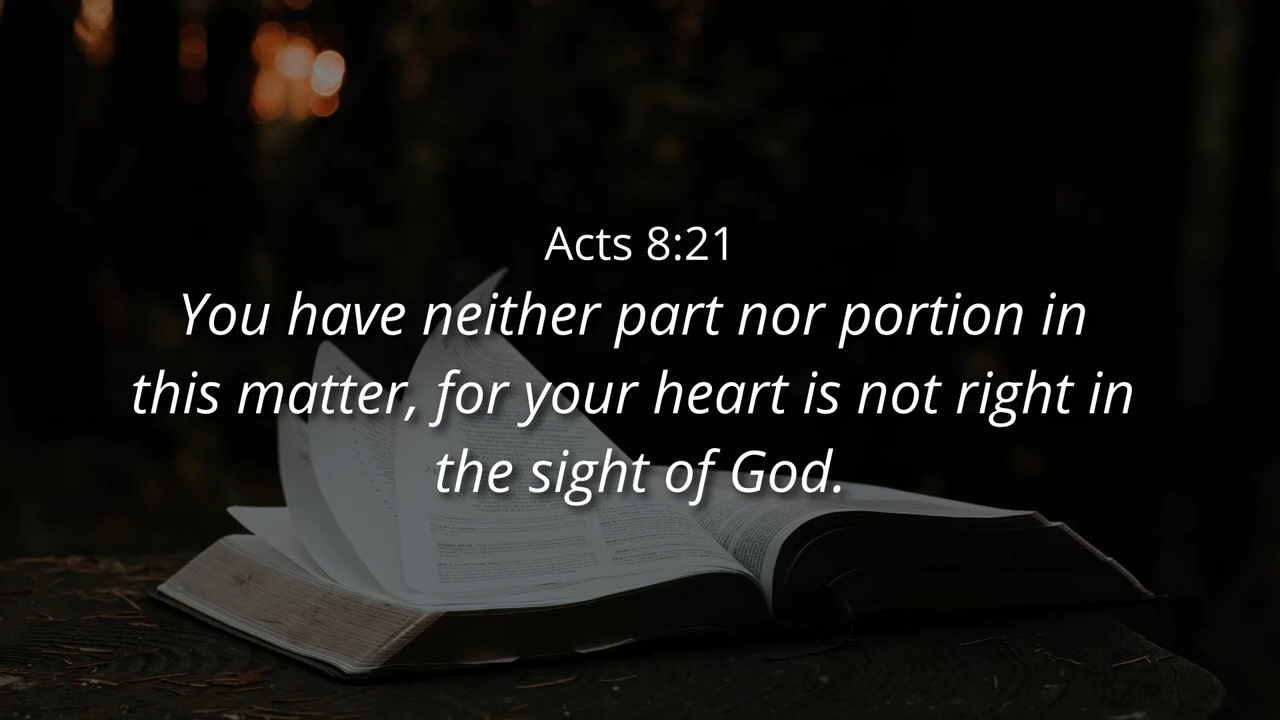 Acts 8:21
You have neither part nor portion in
this matter, for your heart is not right in
the sight of God.